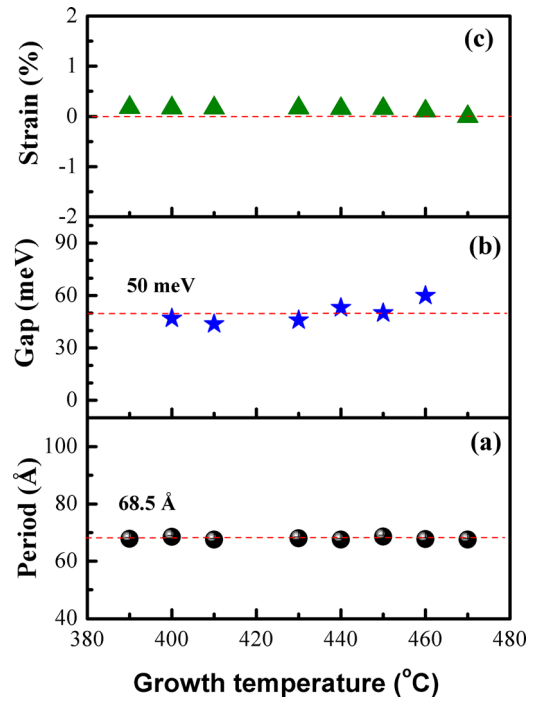 (c)
Strain (%)
2
1
0
-1
-2
(b)
Gap (meV)
90
60
30
0
50 meV
(a)
Period (Å)
100
80
60
40
68.5 Å
380 400 420 440 460 480
Growth temperature (°C)